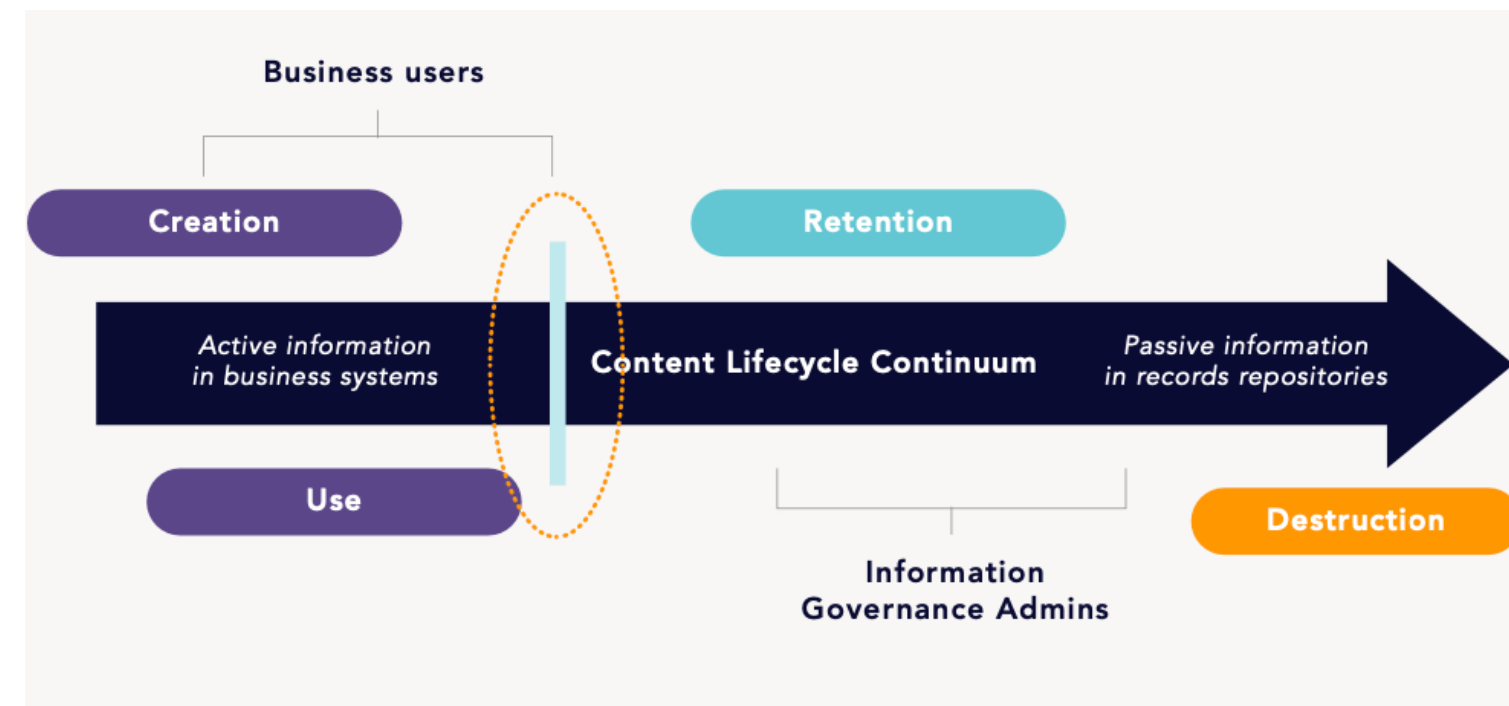 Business users
Creation
Retention
Active information
in business systems
Content Lifecycle Continuum
Passive information
in records repositories
Use
Destruction
Information
Governance Admins